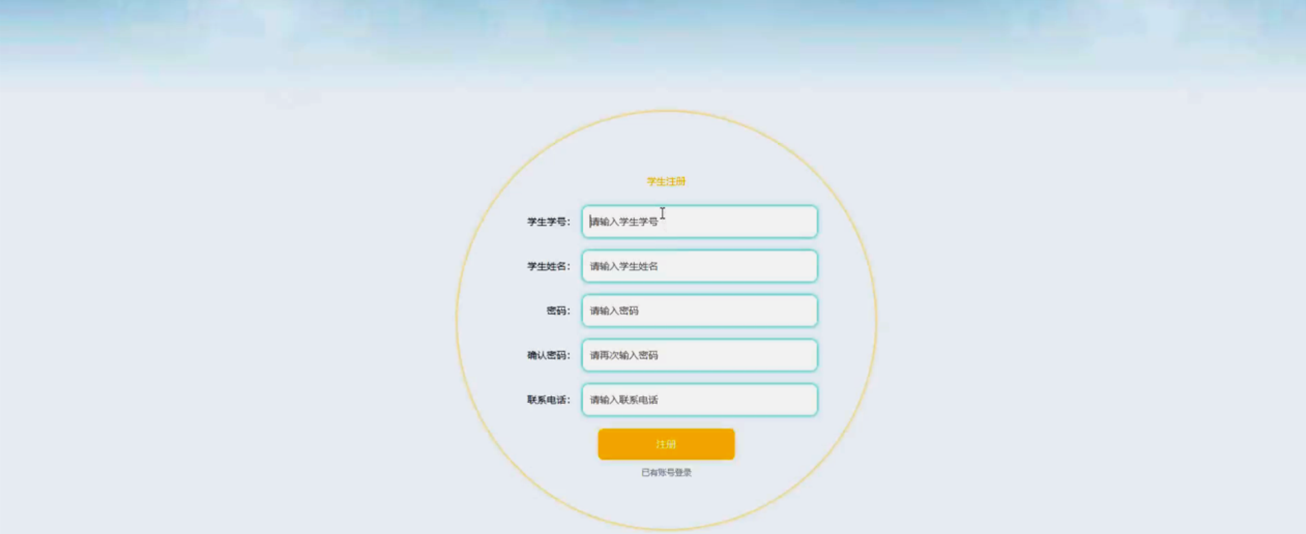 学生注册
学生学号： 请输入学生学号
学生姓名： 请输入学生姓名
密码： 请输入密码
确认密码： 请再次输入密码
联系电话： 请输入联系电话
注册
已有账号登录